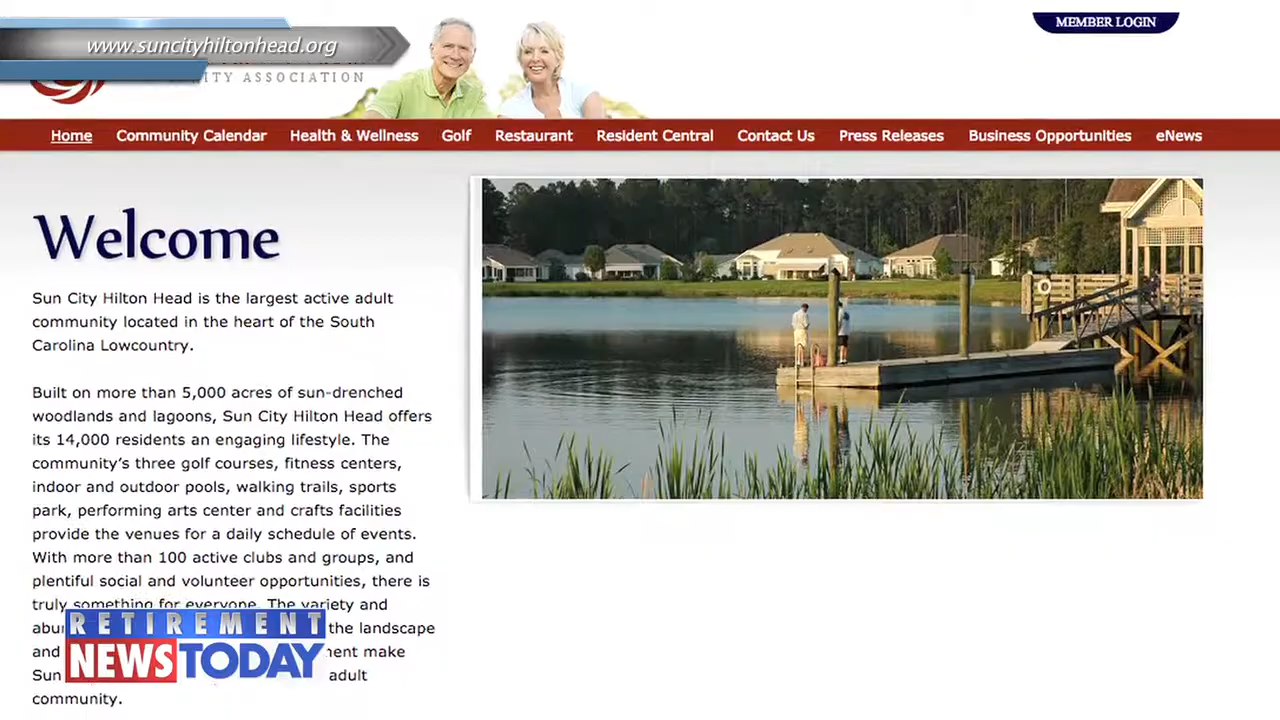 www.suncityhiltonhead.org
MEMBER LOGIN
ITY ASSOCIATION
Home Community Calendar Health & Wellness Golf Restaurant Resident Central Contact Us Press Releases Business Opportunities eNews
Welcome
Sun City Hilton Head is the largest active adult
community located in the heart of the South
Carolina Lowcountry.
Built on more than 5,000 acres of sun-drenched
woodlands and lagoons, Sun City Hilton Head offers
its 14,000 residents an engaging lifestyle. The
community’s three golf courses, fitness centers,
indoor and outdoor pools, walking trails, sports
park, performing arts center and crafts facilities
provide the venues for a daily schedule of events.
With more than 100 active clubs and groups, and
plentiful social and volunteer opportunities, there is
truly something for everyone. The variety and
the landscape
and make
Sun adult
community.
RETIREMENT
NEWS TODAY